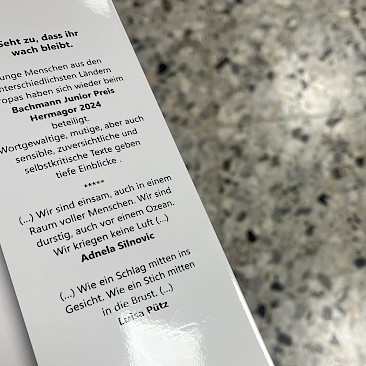 Seht zu, dass ihr
wach bleibt.
unge Menschen aus den
nterschiedlichsten Ländern
ropas haben sich wieder beim
Bachmann Junior Preis
Hermagor 2024
beteiligt.
Wortgewaltige, mutige, aber auch
sensible, zuversichtliche und
selbstkritische Texte geben
tiefe Einblicke .
*****
(...) Wir sind einsam, auch in einem
Raum voller Menschen. Wir sind
durstig, auch vor einem Ozean.
Wir kriegen keine Luft (...)
Adnela Silnovic
(...) Wie ein Schlag mitten ins
Gesicht. Wie ein Stich mitten
in die Brust. (...)
Luisa Pütz